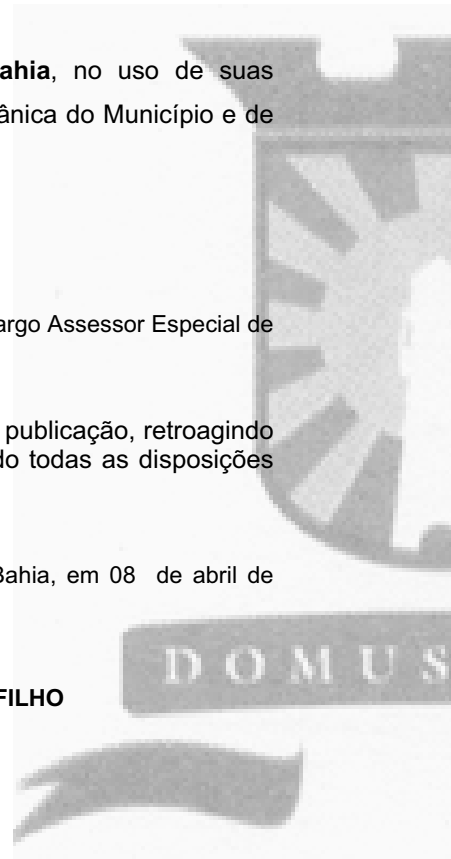 ahia, no uso de suas
ânica do Município e de
argo Assessor Especial de
publicação, retroagindo
do todas as disposições
Bahia, em 08 de abril de
FILHO
DOMUS